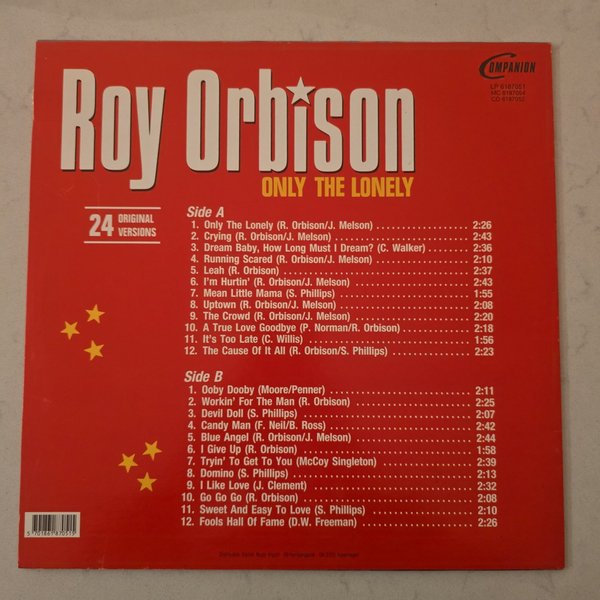 COMPANION
LP 6187051
MC 6187054
CD 6187052
Roy Orbison
ONLY THE LONELY
24 ORIGINAL VERSIONS
Side A
1. Only The Lonely (R. Orbison/J. Melson) 2:26
2. Crying (R. Orbison/J. Melson) 2:43
3. Dream Baby, How Long Must I Dream? (C. Walker) 2:36
4. Running Scared (R. Orbison/J. Melson) 2:10
5. Leah (R. Orbison) 2:37
6. I'm Hurtin' (R. Orbison/J. Melson) 2:43
7. Mean Little Mama (S. Phillips) 1:55
8. Uptown (R. Orbison/J. Melson) 2:08
9. The Crowd (R. Orbison/J. Melson) 2:20
10. A True Love Goodbye (P. Norman/R. Orbison) 2:18
11. It's Too Late (C. Willis) 1:56
12. The Cause Of It All (R. Orbison/S. Phillips) 2:23
Side B
1. Ooby Dooby (Moore/Penner) 2:11
2. Workin' For The Man (R. Orbison) 2:25
3. Devil Doll (S. Phillips) 2:07
4. Candy Man (F. Neil/B. Ross) 2:42
5. Blue Angel (R. Orbison/J. Melson) 2:44
6. I Give Up (R. Orbison) 1:58
7. Tryin' To Get To You (McCoy Singleton) 2:39
8. Domino (S. Phillips) 2:13
9. I Like Love (J. Clement) 2:32
10. Go Go Go (R. Orbison) 2:08
11. Sweet And Easy To Love (S. Phillips) 2:10
12. Fools Hall Of Fame (D.W. Freeman) 2:26
5 701861 870515